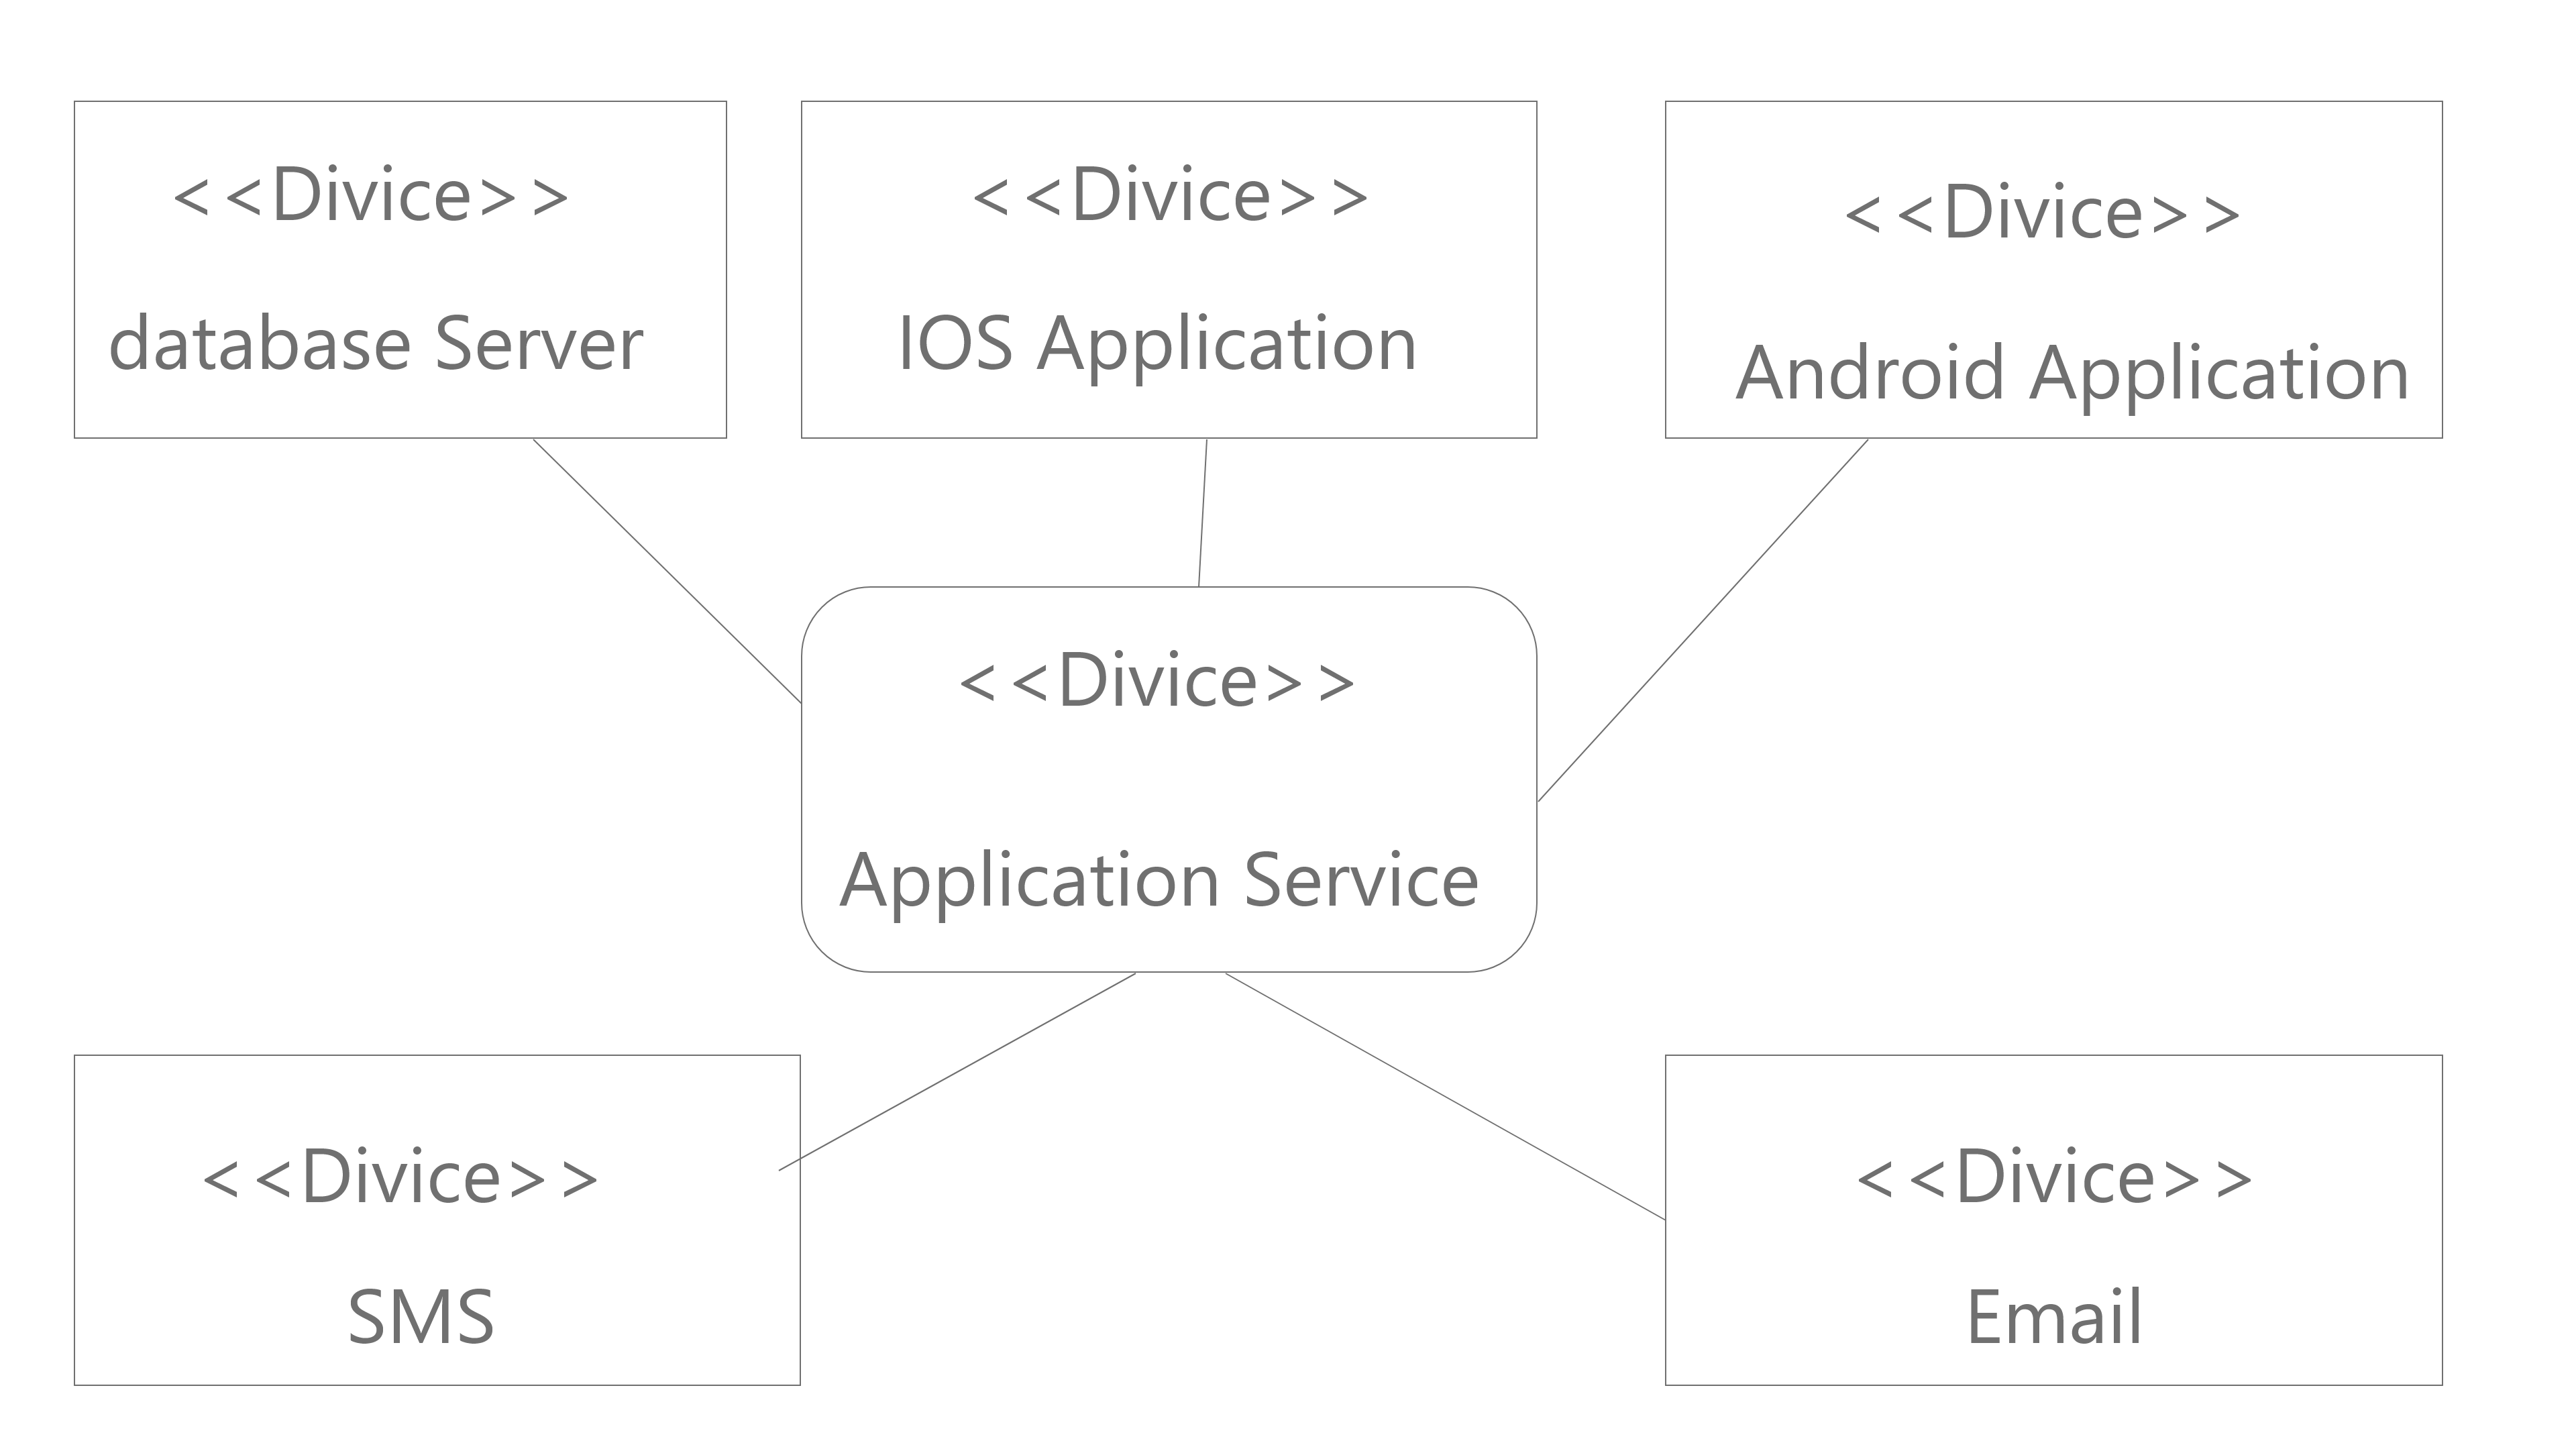 <<Divice>>
database Server
<<Divice>>
IOS Application
<<Divice>>
Android Application
<<Divice>>
Application Service
<<Divice>>
SMS
<<Divice>>
Email